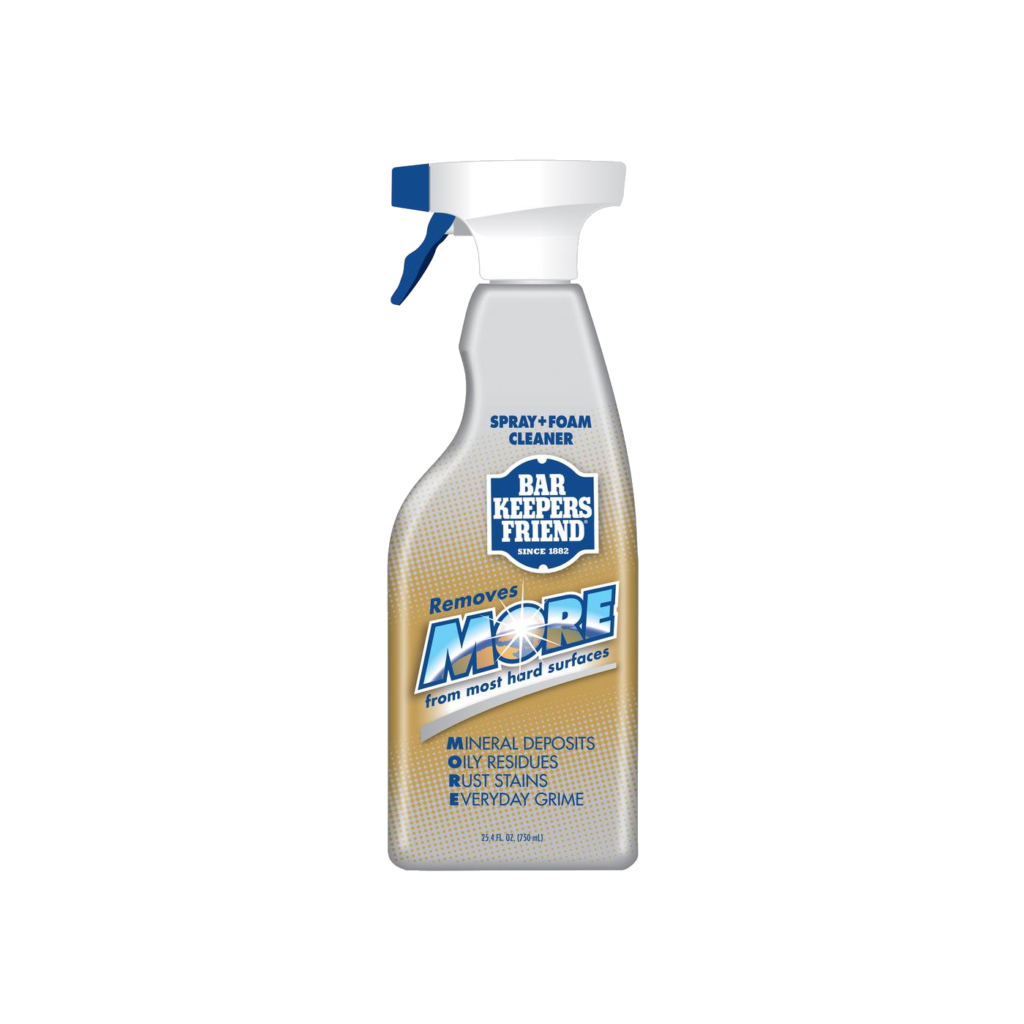 SPRAY+FOAM
CLEANER
BAR
KEEPERS
FRIEND®
SINCE 1882
Removes
MORE
from most hard surfaces
MINERAL DEPOSITS
OILY RESIDUES
RUST STAINS
EVERYDAY GRIME
25.4 FL. OZ. (750 mL)